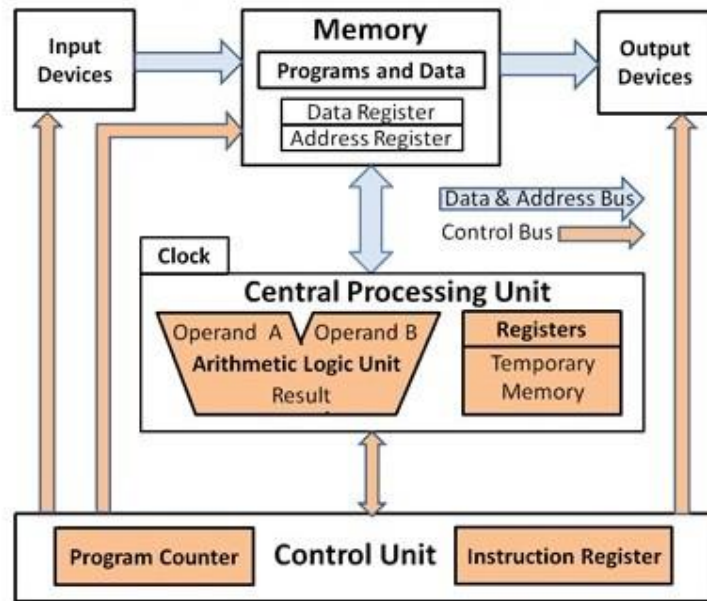 Input
Devices
Memory
Programs and Data
Data Register
Address Register
Output
Devices
Data & Address Bus
Control Bus
Clock
Central Processing Unit
Operand A Operand B
Arithmetic Logic Unit
Result
Registers
Temporary
Memory
Program Counter
Control Unit
Instruction Register